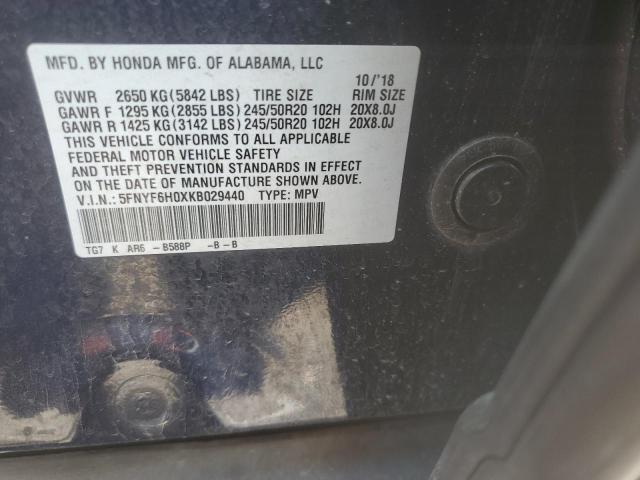 MFD. BY HONDA MFG. OF ALABAMA, LLC
10/'18
GVWR 2650 KG(5842 LBS) TIRE SIZE RIM SIZE
GAWR F 1295 KG(2855 LBS) 245/50R20 102H 20X8.0J
GAWR R 1425 KG(3142 LBS) 245/50R20 102H 20X8.0J
THIS VEHICLE CONFORMS TO ALL APPLICABLE
FEDERAL MOTOR VEHICLE SAFETY
AND THEFT PREVENTION STANDARDS IN EFFECT
ON THE DATE OF MANUFACTURE SHOWN ABOVE.
V.I.N.: 5FNYF6H0XKB029440 TYPE: MPV
TG7 K AR6 -B588P -B-B